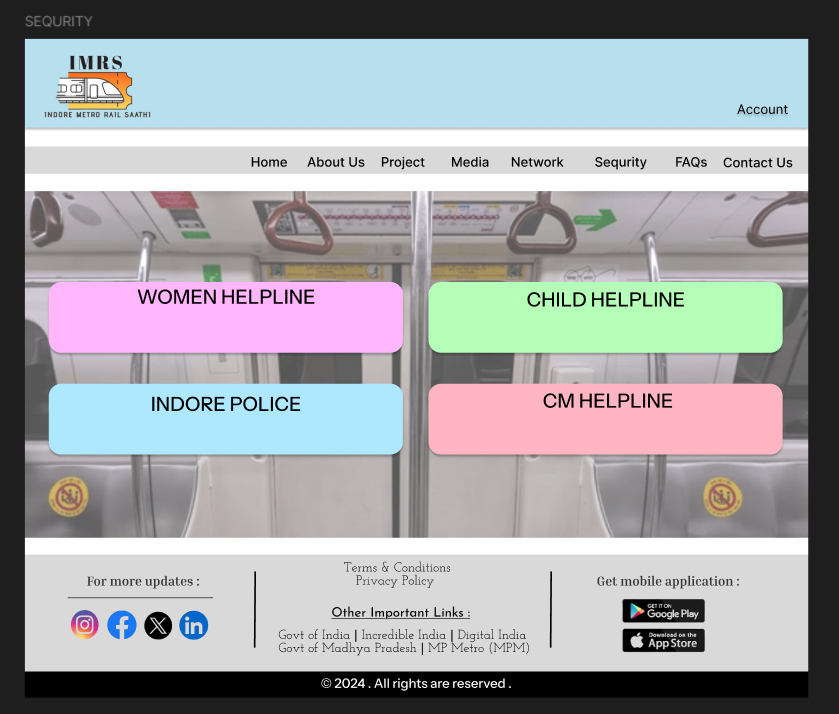 SEQURITY
IMRS
INDORE METRO RAIL SAATHI
Account
Home About Us Project Media Network Sequrity FAQs Contact Us
WOMEN HELPLINE
CHILD HELPLINE
INDORE POLICE
CM HELPLINE
For more updates :
Terms & Conditions
Privacy Policy
Other Important Links :
Govt of India | Incredible India | Digital India
Govt of Madhya Pradesh | MP Metro (MPM)
Get mobile application :
GET IT ON
Google Play
Download on the
App Store
© 2024 . All rights are reserved .